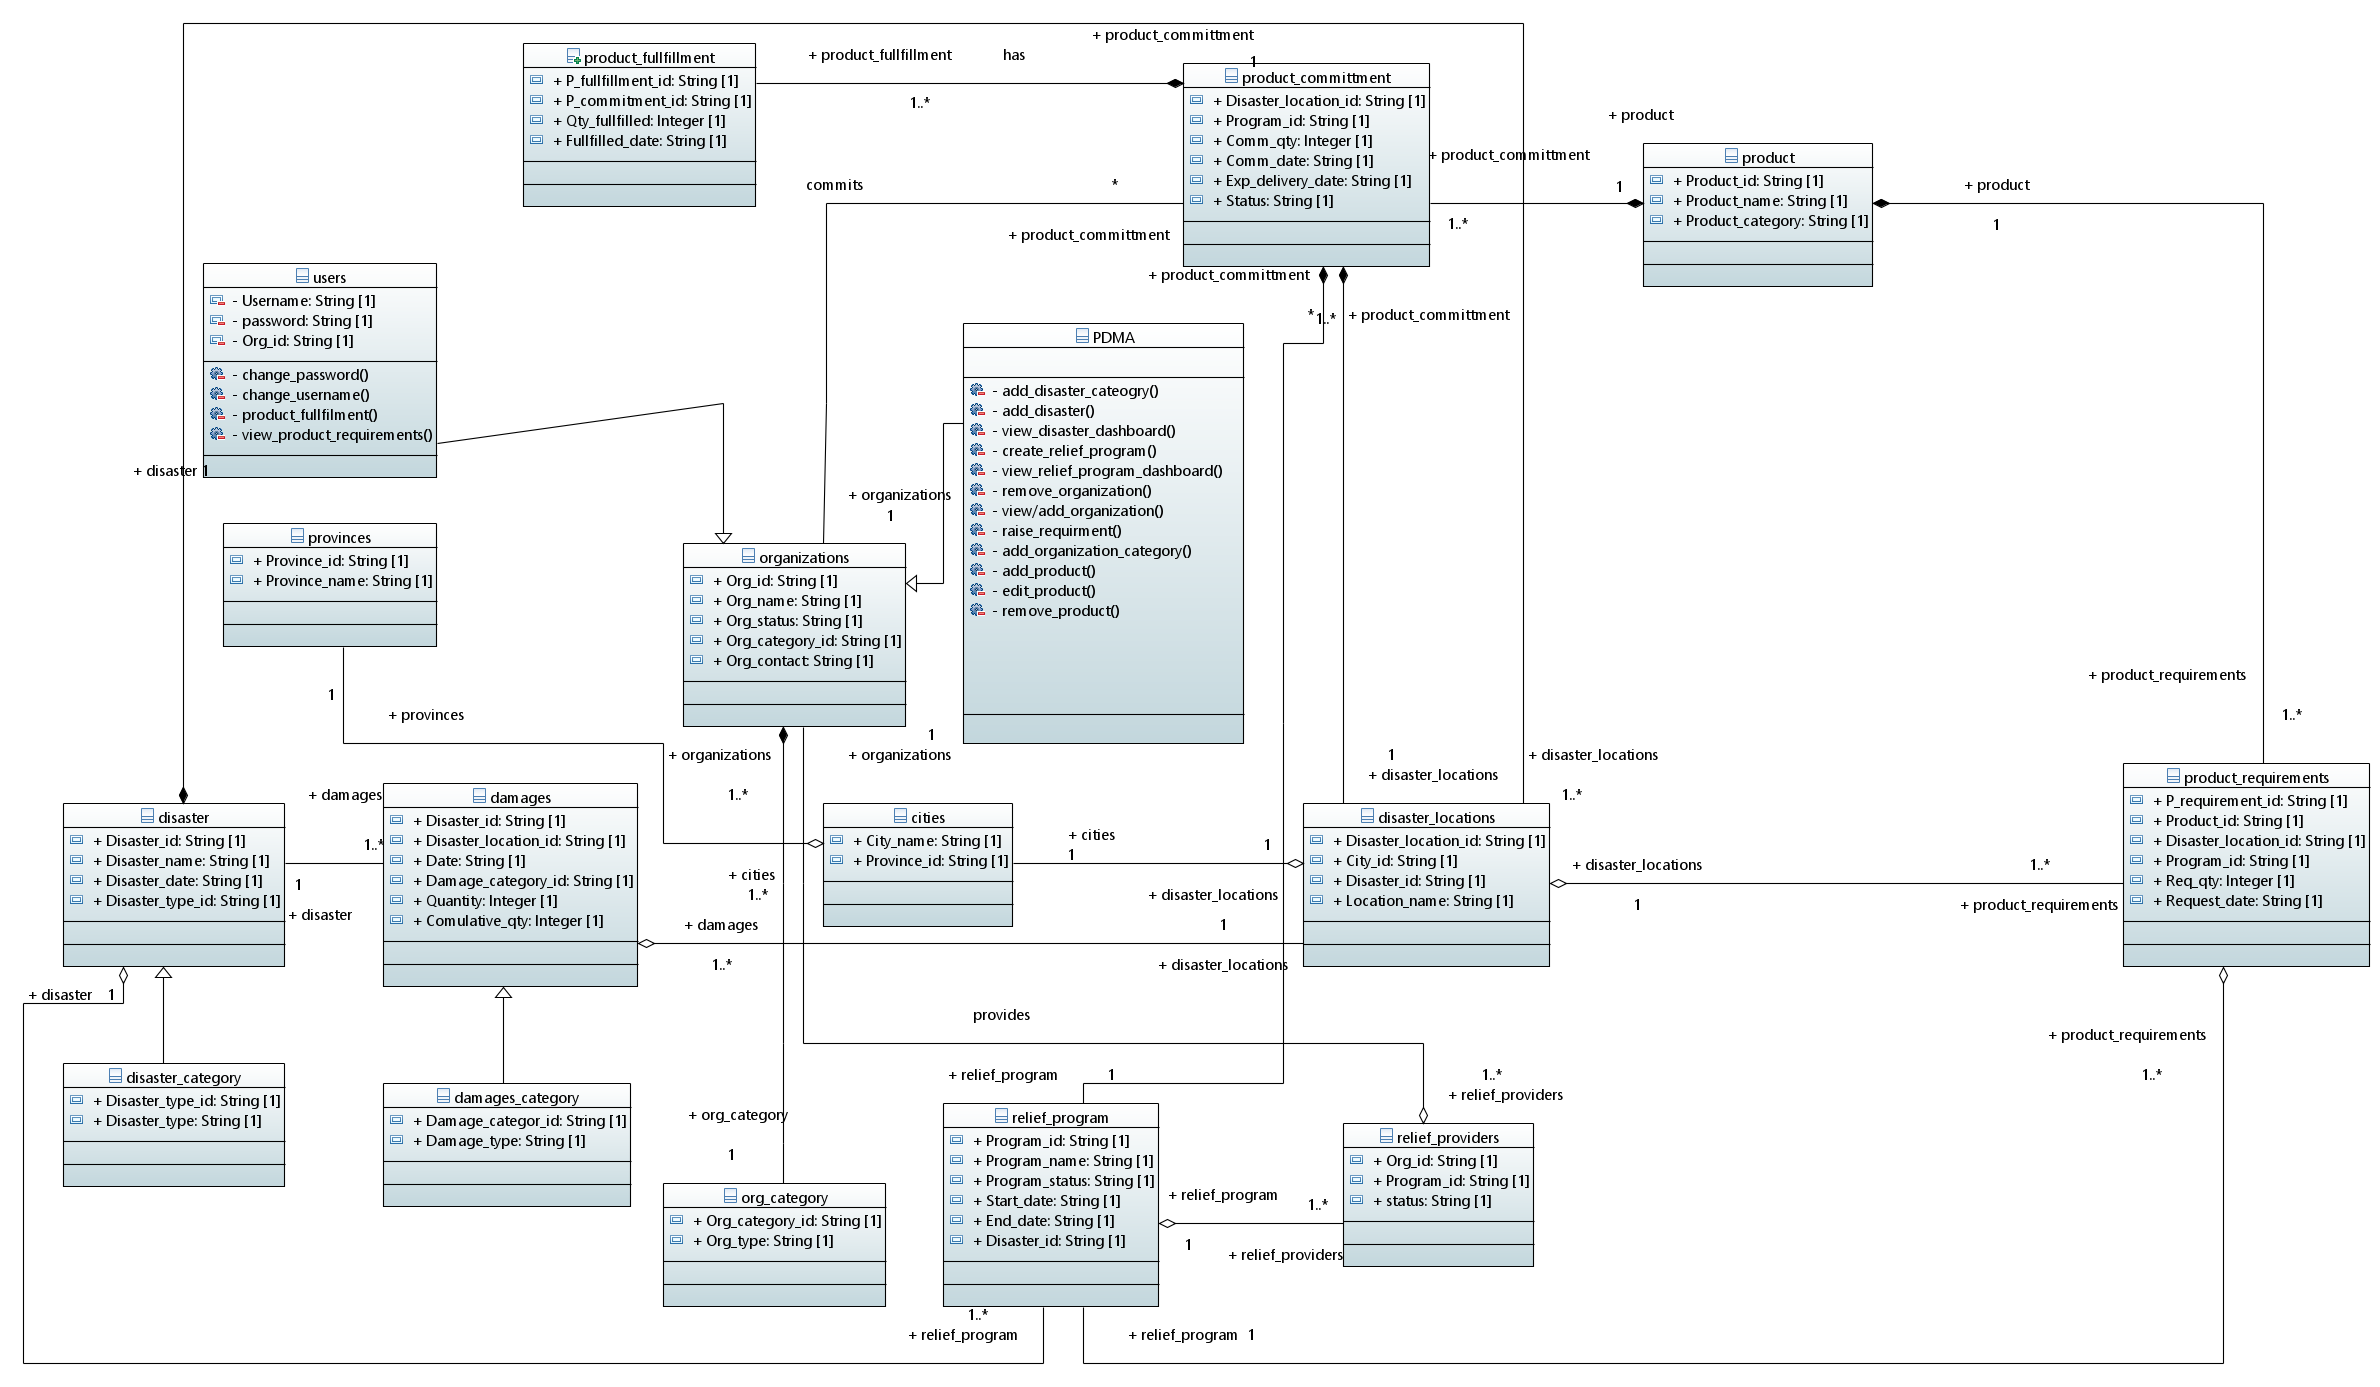 + product_committment
+ product_fullfillment
has
1
1..*
product_fullfillment
+ P_fullfillment_id: String [1]
+ P_commitment_id: String [1]
+ Qty_fullfilled: Integer [1]
+ Fullfilled_date: String [1]
product_committment
+ Disaster_location_id: String [1]
+ Program_id: String [1]
+ Comm_qty: Integer [1]
+ Comm_date: String [1]
+ Exp_delivery_date: String [1]
+ Status: String [1]
+ product
+ product_committment
1
1..*
product
+ Product_id: String [1]
+ Product_name: String [1]
+ Product_category: String [1]
+ product
1
commits
*
+ product_committment
+ product_committment
*
1..*
+ product_committment
users
- Username: String [1]
- password: String [1]
- Org_id: String [1]
- change_password()
- change_username()
- product_fullfilment()
- view_product_requirements()
+ disaster 1
PDMA
- add_disaster_cateogry()
- add_disaster()
- view_disaster_dashboard()
- create_relief_program()
- view_relief_program_dashboard()
- remove_organization()
- view/add_organization()
- raise_requirment()
- add_organization_category()
- add_product()
- edit_product()
- remove_product()
+ organizations
1
provinces
+ Province_id: String [1]
+ Province_name: String [1]
1
+ provinces
organizations
+ Org_id: String [1]
+ Org_name: String [1]
+ Org_status: String [1]
+ Org_category_id: String [1]
+ Org_contact: String [1]
+ organizations
1..*
1
+ organizations
+ product_requirements
1..*
1
+ disaster_locations
+ disaster_locations
1..*
disaster
+ Disaster_id: String [1]
+ Disaster_name: String [1]
+ Disaster_date: String [1]
+ Disaster_type_id: String [1]
+ damages
1..*
1
+ disaster
damages
+ Disaster_id: String [1]
+ Disaster_location_id: String [1]
+ Date: String [1]
+ Damage_category_id: String [1]
+ Quantity: Integer [1]
+ Comulative_qty: Integer [1]
+ cities
1..*
cities
+ City_name: String [1]
+ Province_id: String [1]
+ cities
1
1
+ disaster_locations
+ damages
1..*
1
+ disaster_locations
disaster_locations
+ Disaster_location_id: String [1]
+ City_id: String [1]
+ Disaster_id: String [1]
+ Location_name: String [1]
+ disaster_locations
1
1..*
+ product_requirements
product_requirements
+ P_requirement_id: String [1]
+ Product_id: String [1]
+ Disaster_location_id: String [1]
+ Program_id: String [1]
+ Req_qty: Integer [1]
+ Request_date: String [1]
+ product_requirements
1..*
+ disaster
1
provides
1..*
+ relief_providers
disaster_category
+ Disaster_type_id: String [1]
+ Disaster_type: String [1]
damages_category
+ Damage_categor_id: String [1]
+ Damage_type: String [1]
+ org_category
1
org_category
+ Org_category_id: String [1]
+ Org_type: String [1]
+ relief_program
1
relief_program
+ Program_id: String [1]
+ Program_name: String [1]
+ Program_status: String [1]
+ Start_date: String [1]
+ End_date: String [1]
+ Disaster_id: String [1]
+ relief_program
1
1..*
+ relief_providers
relief_providers
+ Org_id: String [1]
+ Program_id: String [1]
+ status: String [1]
1..*
+ relief_program
+ relief_program
1